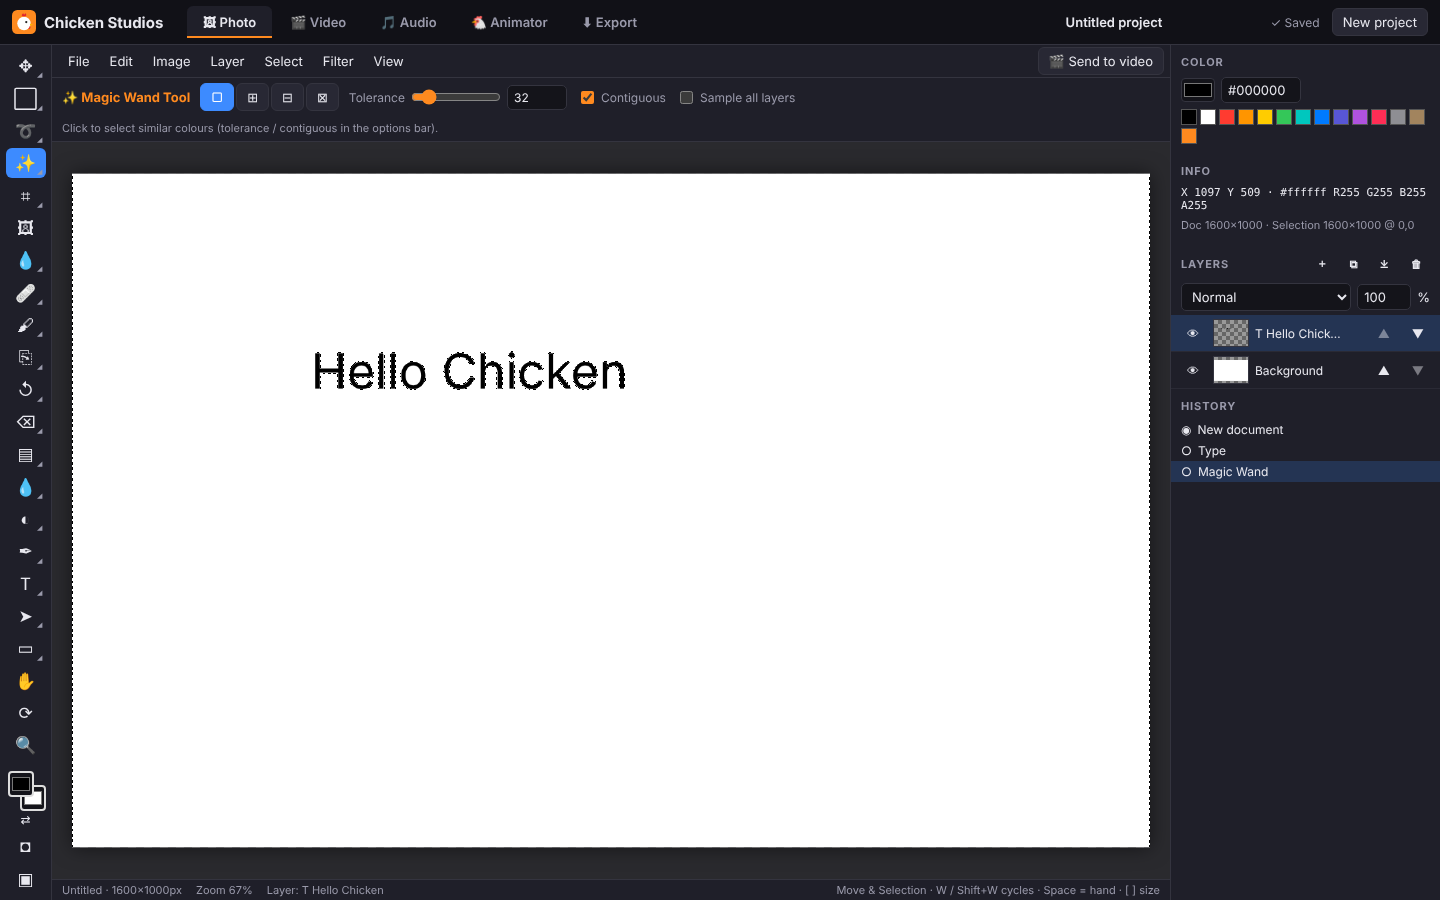 Chicken Studios
Photo
Video
Audio
Animator
Export
Untitled project
✓ Saved
New project
File Edit Image Layer Select Filter View
Send to video
Magic Wand Tool
Tolerance
32
Contiguous
Sample all layers
Click to select similar colours (tolerance / contiguous in the options bar).
Hello Chicken
T
COLOR
#000000
INFO
X 1097 Y 509 · #ffffff R255 G255 B255
A255
Doc 1600×1000 · Selection 1600×1000 @ 0,0
LAYERS
Normal
100
%
T Hello Chick...
Background
HISTORY
New document
Type
Magic Wand
Untitled · 1600×1000px
Zoom 67%
Layer: T Hello Chicken
Move & Selection · W / Shift+W cycles · Space = hand · [ ] size